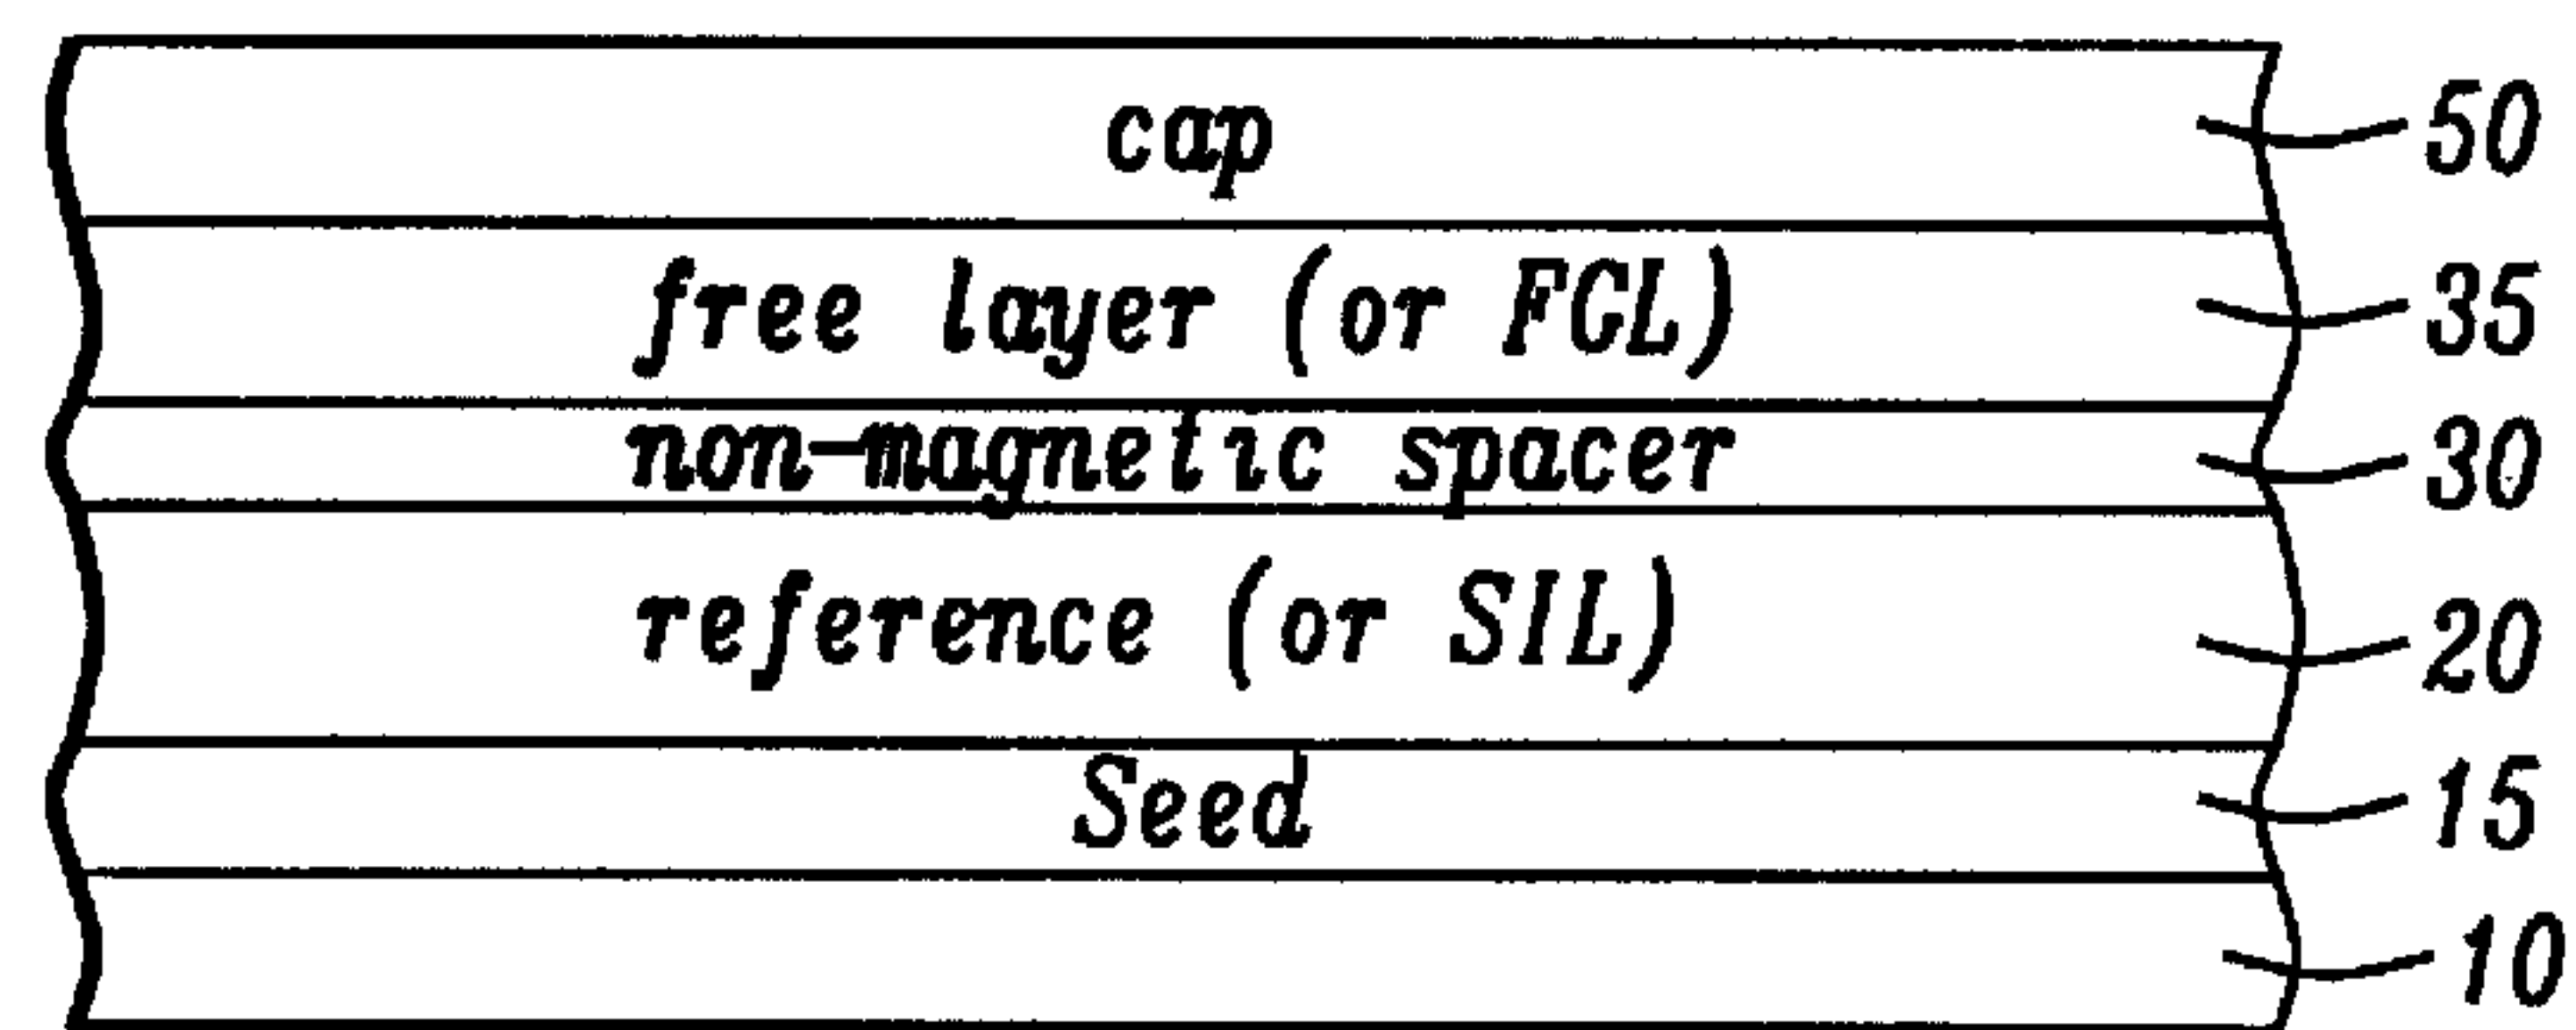 cap 50
free layer (or FGL) 35
non-magnetic spacer 30
reference (or SIL) 20
Seed 15
10